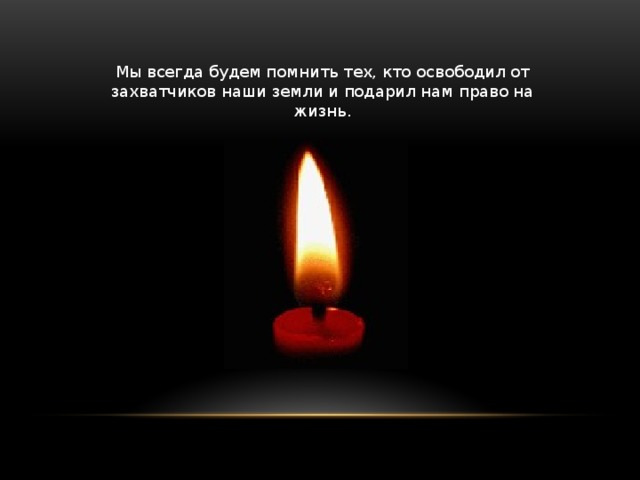 Мы всегда будем помнить тех, кто освободил от
захватчиков наши земли и подарил нам право на
жизнь.